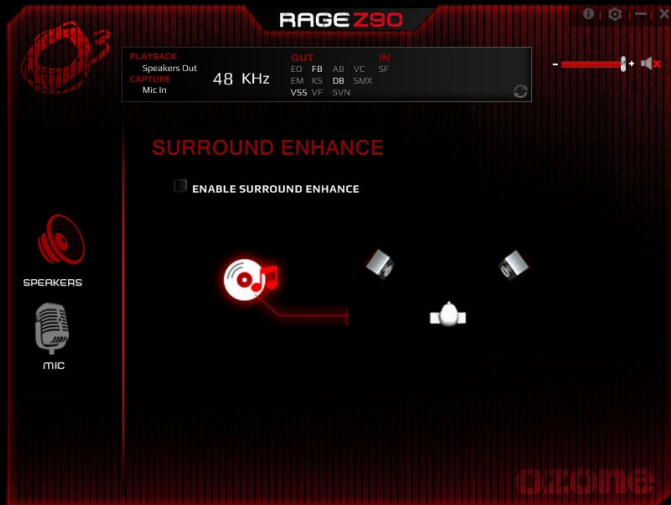 RAGE Z90
PLAYBACK
Speakers Out
CAPTURE
Mic In
48 KHz
OUT IN
EQ FB AB VC SF
EM KS DB SMX
VSS VF SVN
- +
SURROUND ENHANCE
ENABLE SURROUND ENHANCE
SPEAKERS
MIC
ozone